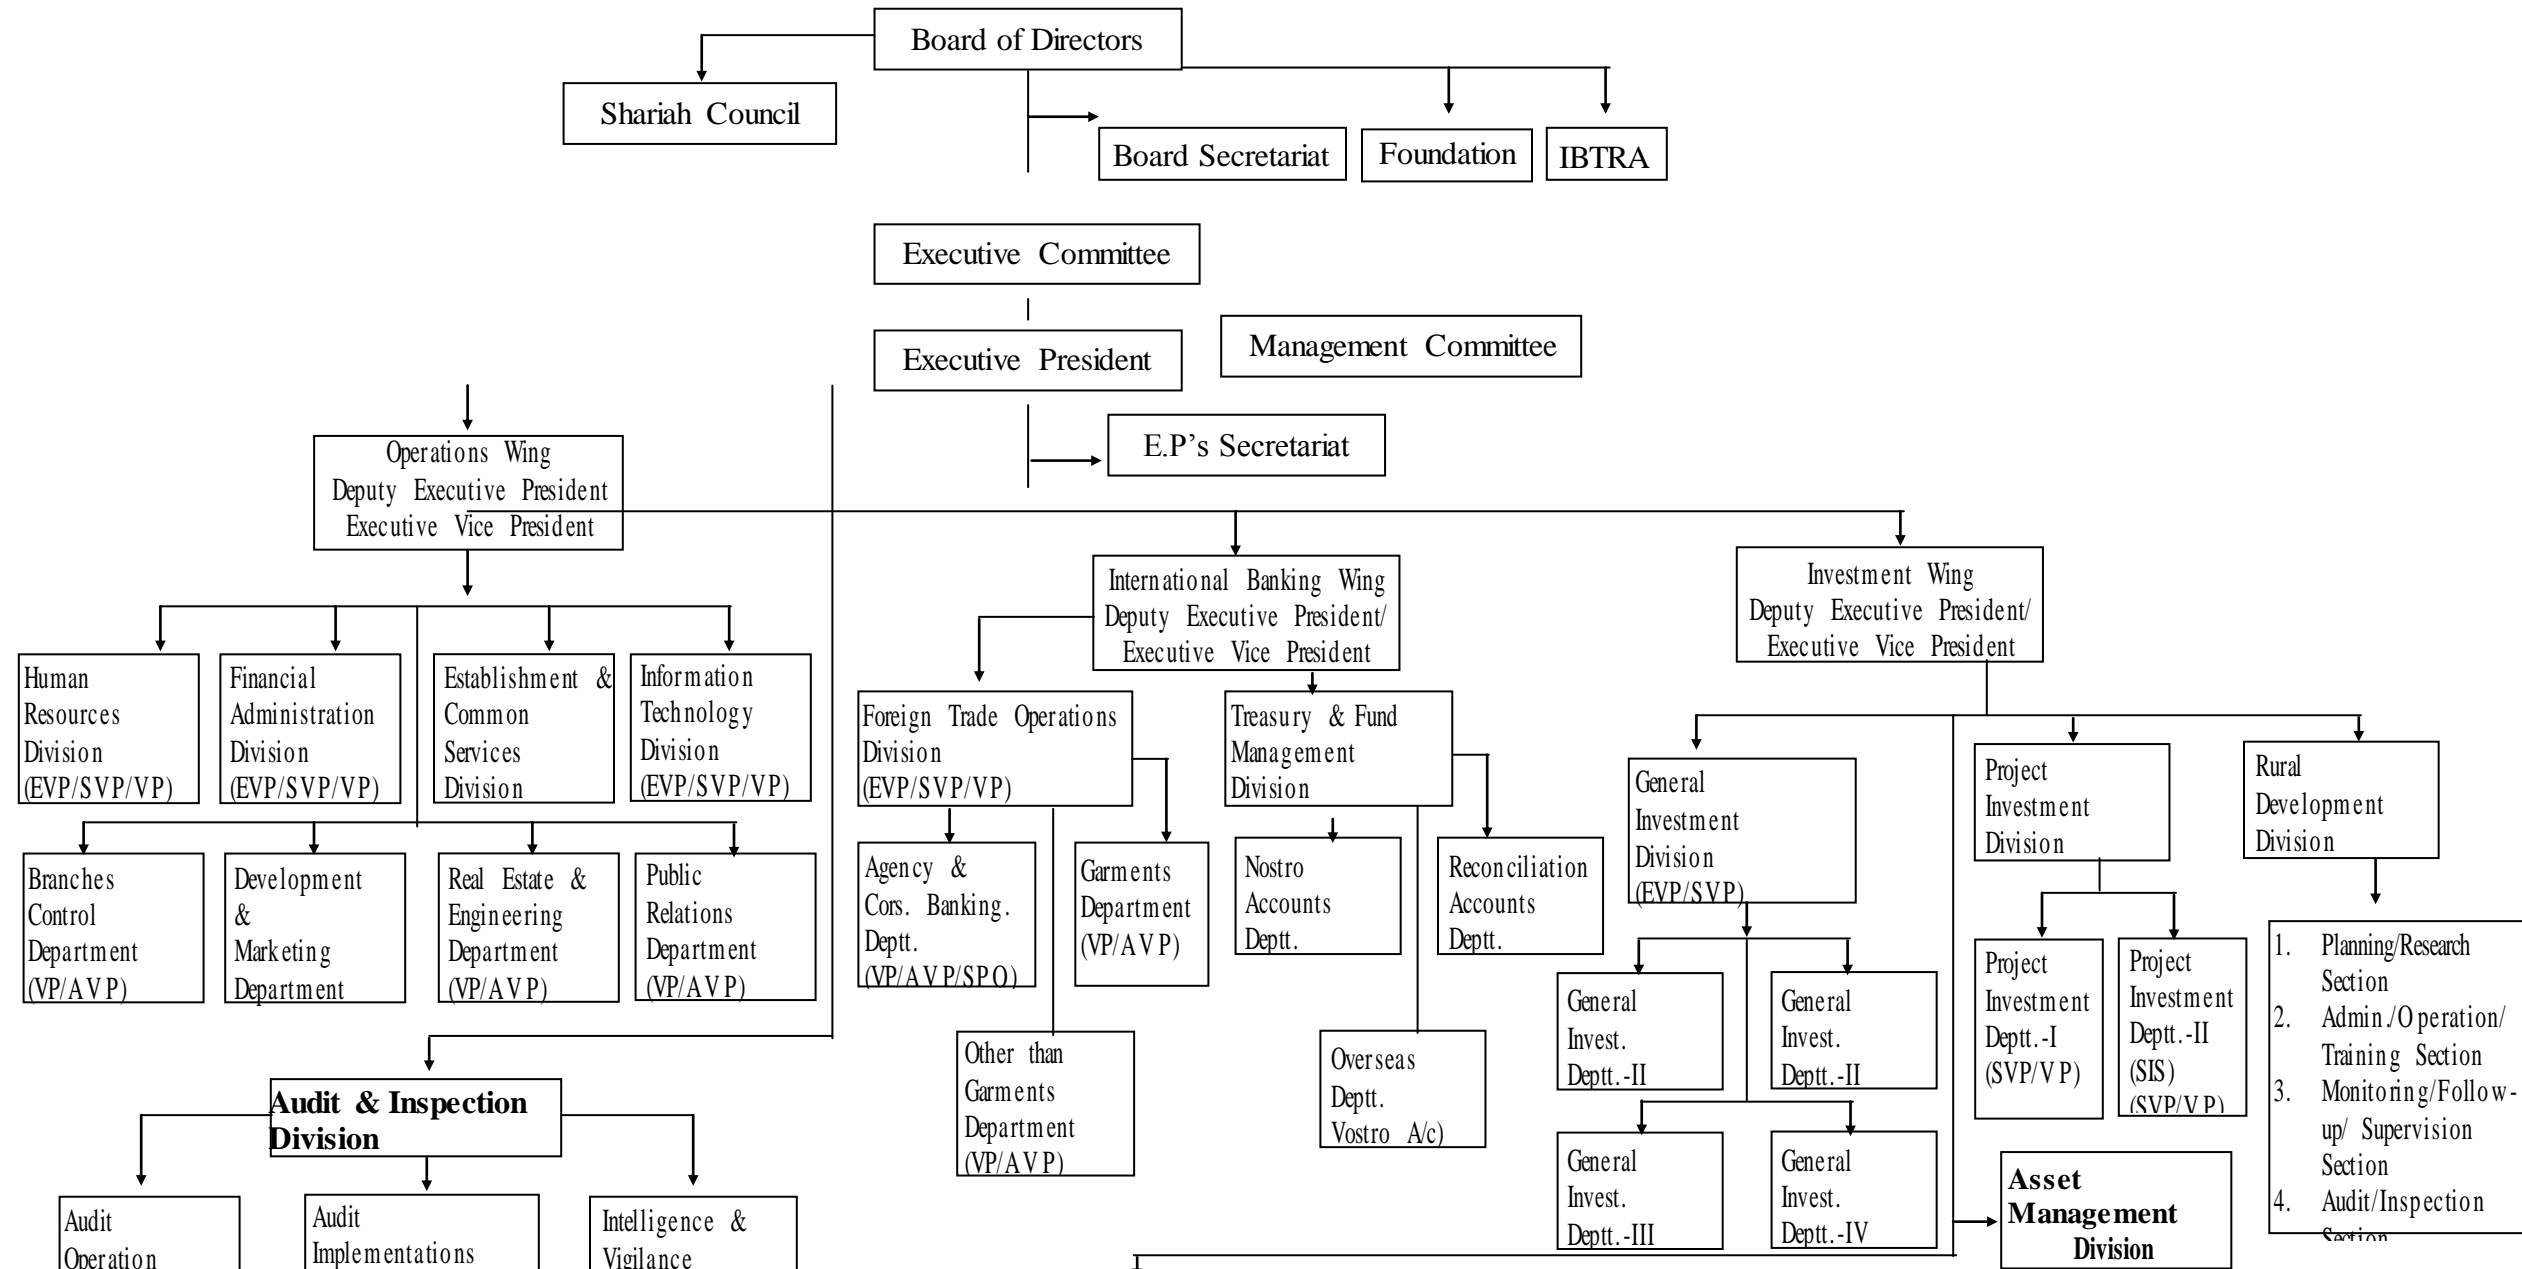 Board of Directors
Shariah Council
Board Secretariat
Foundation
IBTRA
Executive Committee
Executive President
Management Committee
E.P's Secretariat
Operations Wing
Deputy Executive President
Executive Vice President
International Banking Wing
Deputy Executive President/
Executive Vice President
Investment Wing
Deputy Executive President/
Executive Vice President
Human
Resources
Division
(EVP/SVP/VP)
Financial
Administration
Division
(EVP/SVP/VP)
Establishment &
Common
Services
Division
Information
Technology
Division
(EVP/SVP/VP)
Foreign Trade Operations
Division
(EVP/SVP/VP)
Treasury & Fund
Management
Division
General
Investment
Division
(EVP/SVP)
Project
Investment
Division
Rural
Development
Division
Branches
Control
Department
(VP/AVP)
Development
&
Marketing
Department
Real Estate &
Engineering
Department
(VP/AVP)
Public
Relations
Department
(VP/AVP)
Agency &
Cors. Banking.
Deptt.
(VP/AVP/SPO)
Garments
Department
(VP/AVP)
Nostro
Accounts
Deptt.
Reconciliation
Accounts
Deptt.
General
Invest.
Deptt.-II
General
Invest.
Deptt.-II
Project
Investment
Deptt.-I
(SVP/VP)
Project
Investment
Deptt.-II
(SIS)
(SVP/VP)
1. Planning/Research
Section
2. Admin./Operation/
Training Section
3. Monitoring/Follow-
up/ Supervision
Section
4. Audit/Inspection
Section
Other than
Garments
Department
(VP/AVP)
Overseas
Deptt.
Vostro A/c)
General
Invest.
Deptt.-III
General
Invest.
Deptt.-IV
Asset
Management
Division
Audit & Inspection
Division
Audit
Operation
Audit
Implementations
Intelligence &
Vigilance